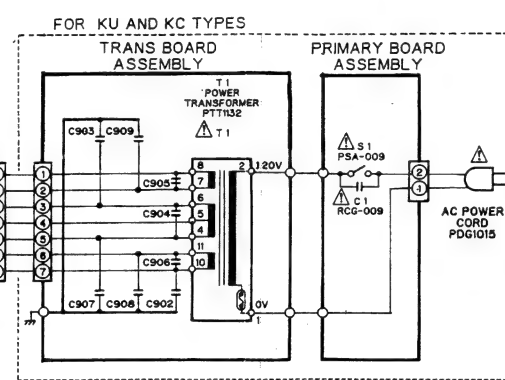 FOR KU AND KC TYPES
TRANS BOARD
ASSEMBLY
PRIMARY BOARD
ASSEMBLY
T1
POWER
TRANSFORMER
PTT1132
T1
C903
C909
S1
PSA-009
C1
RCG-009
AC POWER
CORD
PDG1015
8
2
120V
7
C905
6
C904
5
4
11
C906
10
C907
C908
C902
0V
1
1
2
3
4
5
6
7
2
1